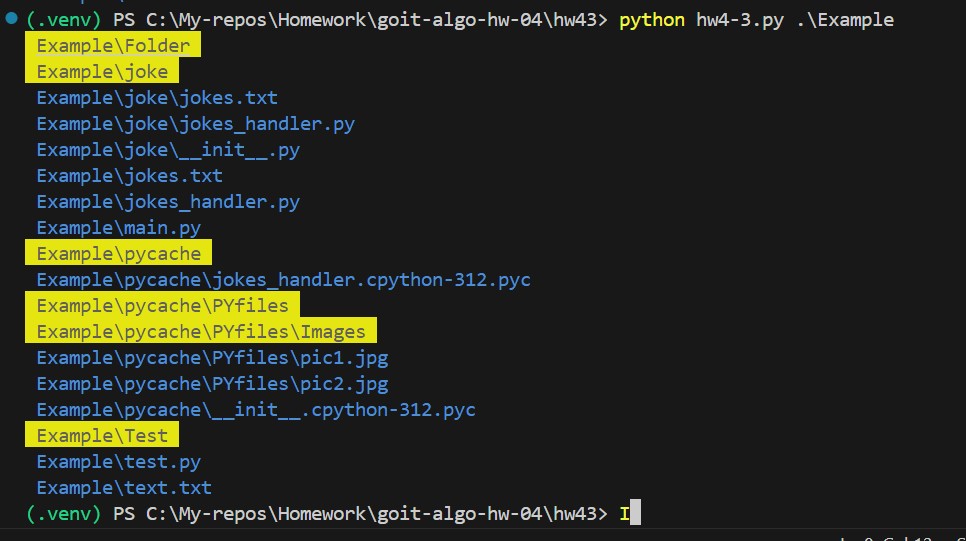 (.venv) PS C:\My-repos\Homework\goit-algo-hw-04\hw43> python hw4-3.py .\Example
Example\Folder
Example\joke
Example\joke\jokes.txt
Example\joke\jokes_handler.py
Example\joke\__init__.py
Example\jokes.txt
Example\jokes_handler.py
Example\main.py
Example\pycache
Example\pycache\jokes_handler.cpython-312.pyc
Example\pycache\PYfiles
Example\pycache\PYfiles\Images
Example\pycache\PYfiles\pic1.jpg
Example\pycache\PYfiles\pic2.jpg
Example\pycache\__init__.cpython-312.pyc
Example\Test
Example\test.py
Example\text.txt
(.venv) PS C:\My-repos\Homework\goit-algo-hw-04\hw43> I